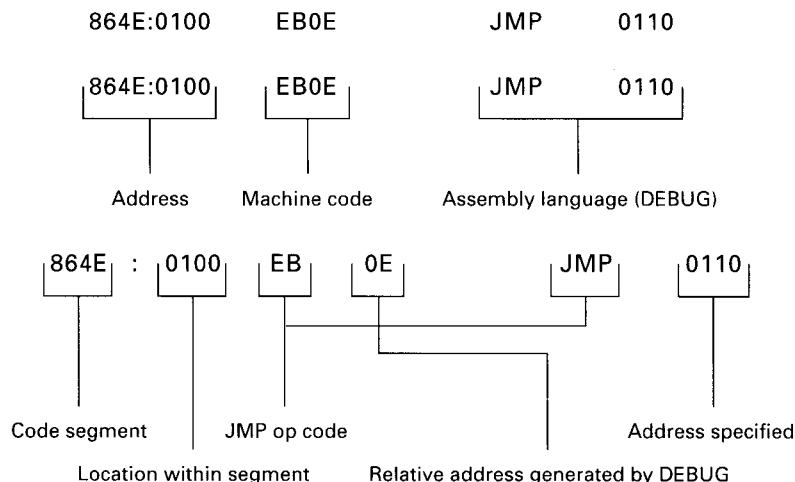 864E:0100 EB0E JMP 0110
864E:0100 EB0E JMP 0110
Address Machine code Assembly language (DEBUG)
864E : 0100 EB 0E JMP 0110
Code segment JMP op code Address specified
Location within segment Relative address generated by DEBUG